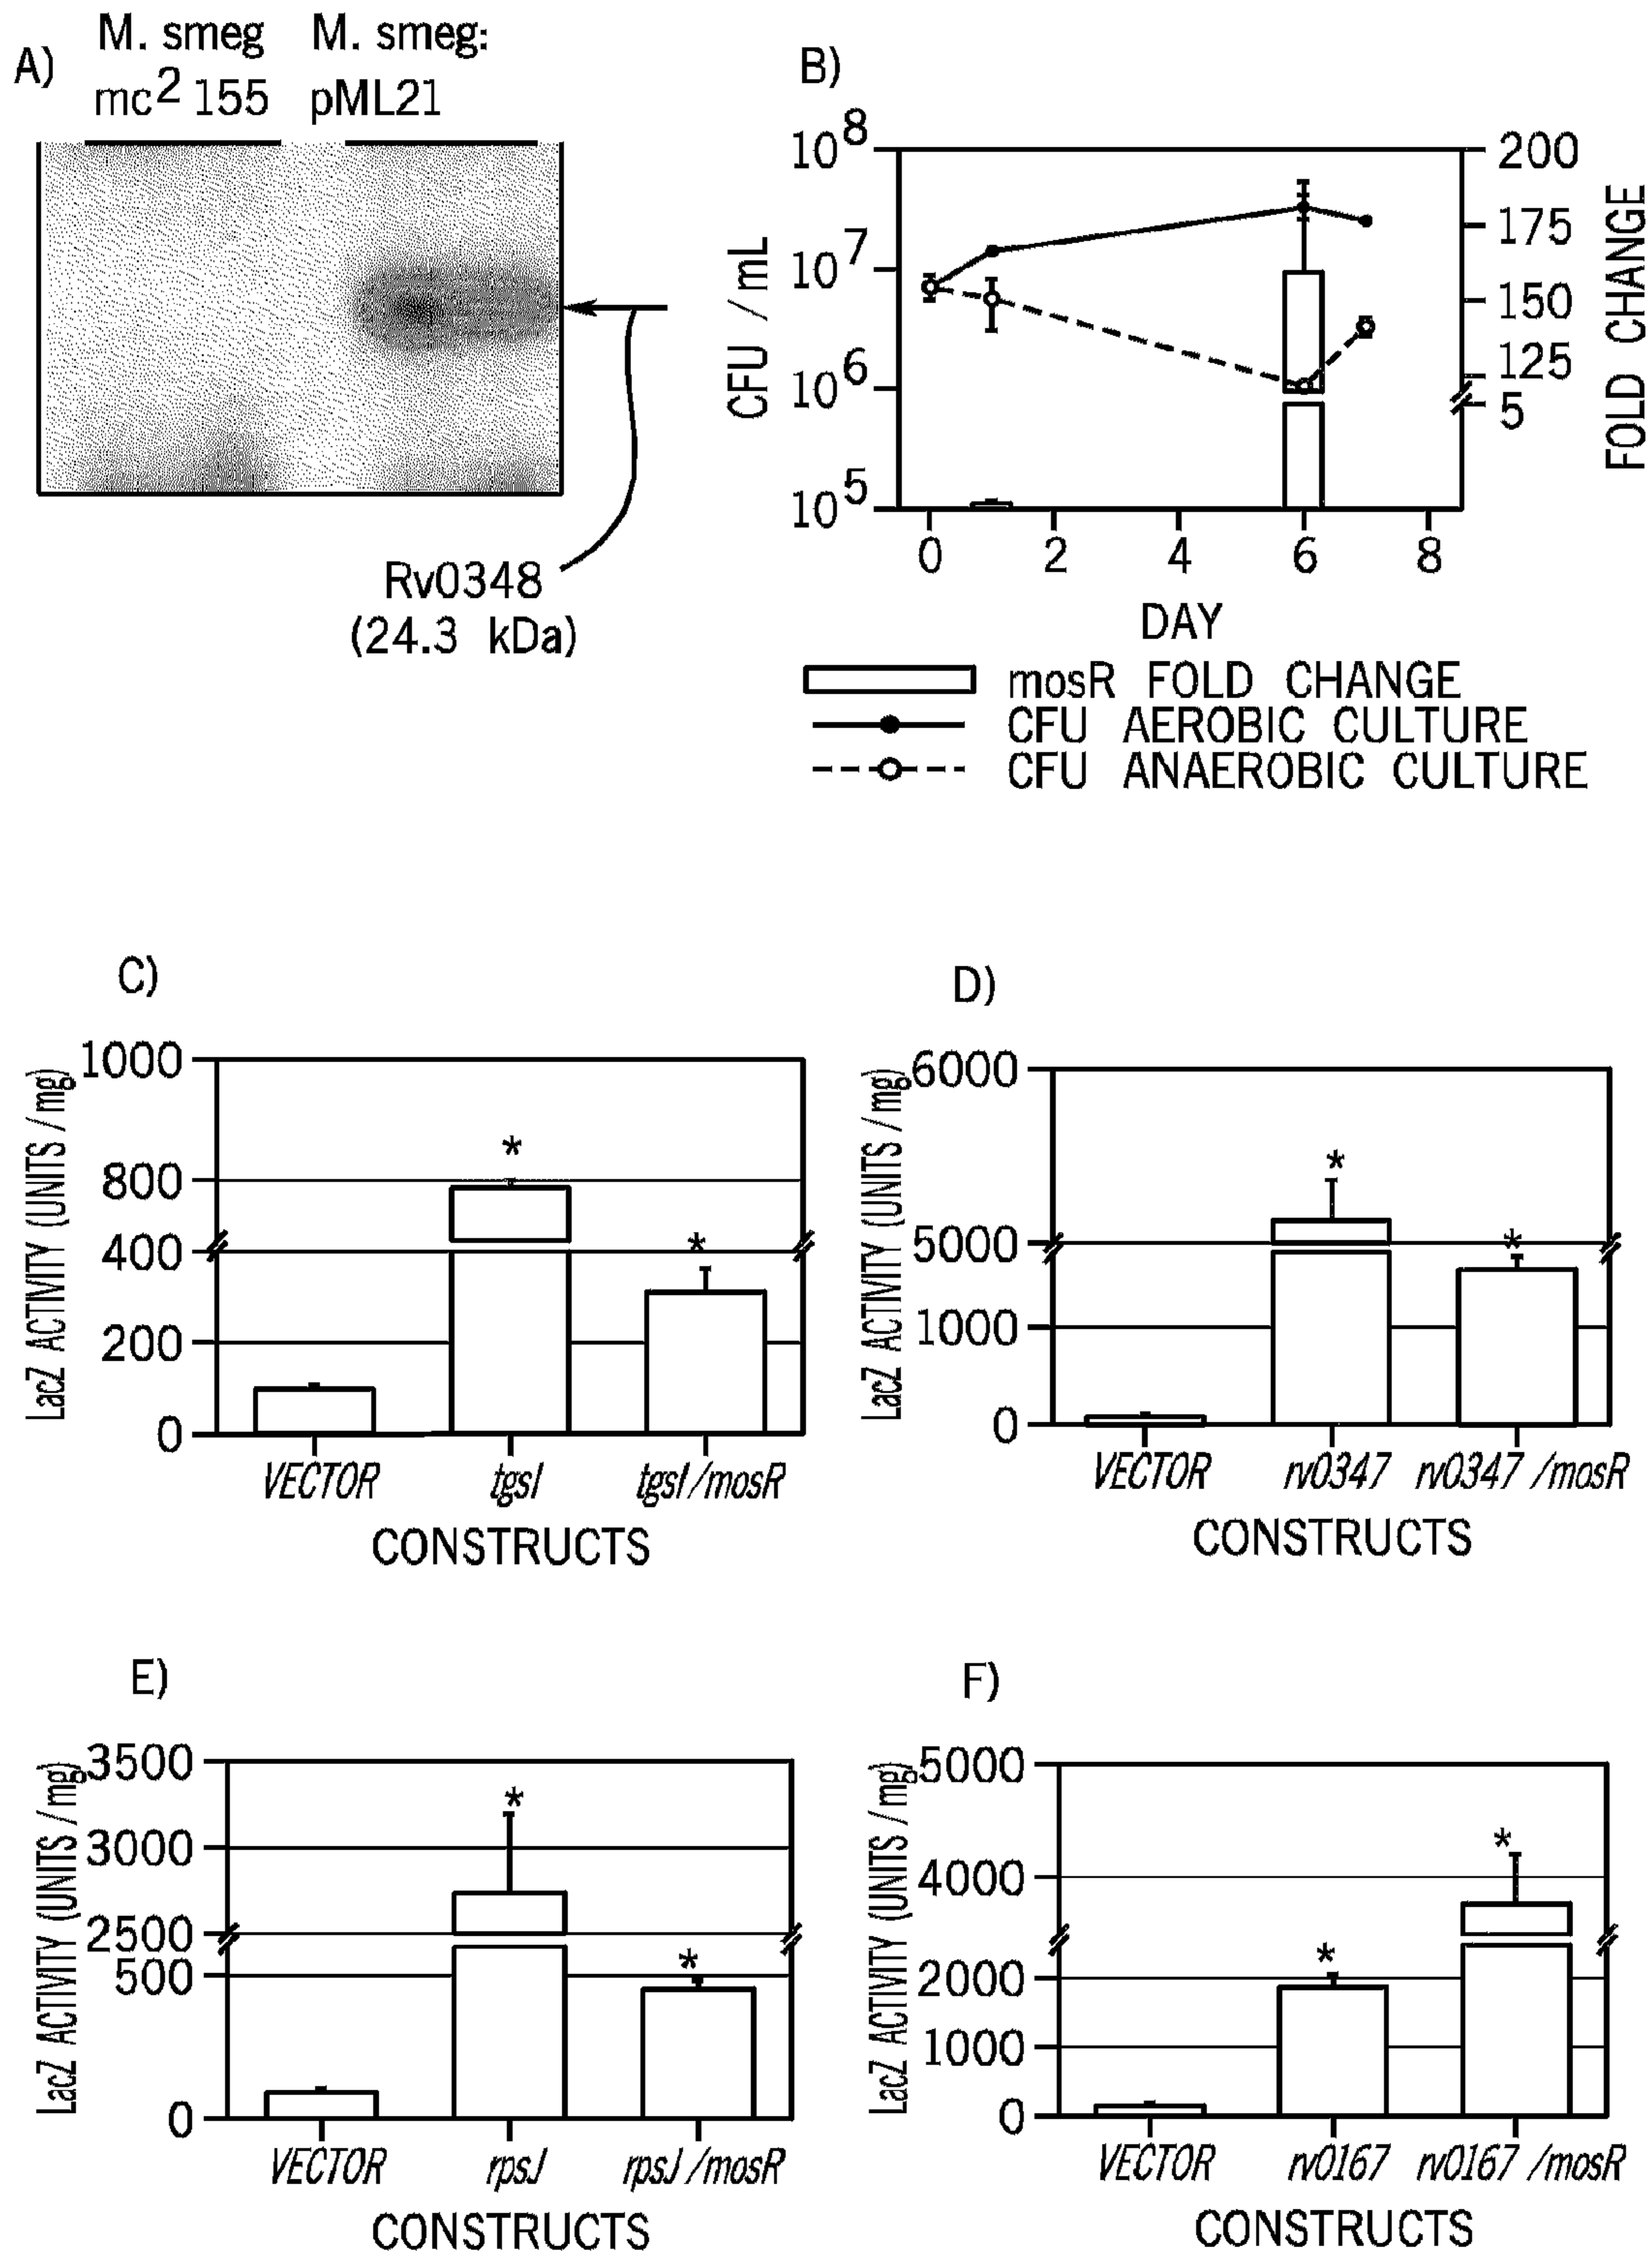 A)
M. smeg mc2 155
M. smeg: pML21
Rv0348
(24.3 kDa)
B)
CFU / mL
10^8
10^7
10^6
10^5
200
175
150
125
5
FOLD CHANGE
0 2 4 6 8
DAY
mosR FOLD CHANGE
CFU AEROBIC CULTURE
CFU ANAEROBIC CULTURE
C)
LacZ ACTIVITY (UNITS / mg)
1000
800
400
200
0
*
*
VECTOR tgsI tgsI/mosR
CONSTRUCTS
D)
LacZ ACTIVITY (UNITS / mg)
6000
5000
1000
0
*
*
VECTOR rv0347 rv0347 /mosR
CONSTRUCTS
E)
LacZ ACTIVITY (UNITS / mg)
3500
3000
2500
500
0
*
*
VECTOR rpsJ rpsJ /mosR
CONSTRUCTS
F)
LacZ ACTIVITY (UNITS / mg)
5000
4000
2000
1000
0
*
*
VECTOR rv0167 rv0167 /mosR
CONSTRUCTS